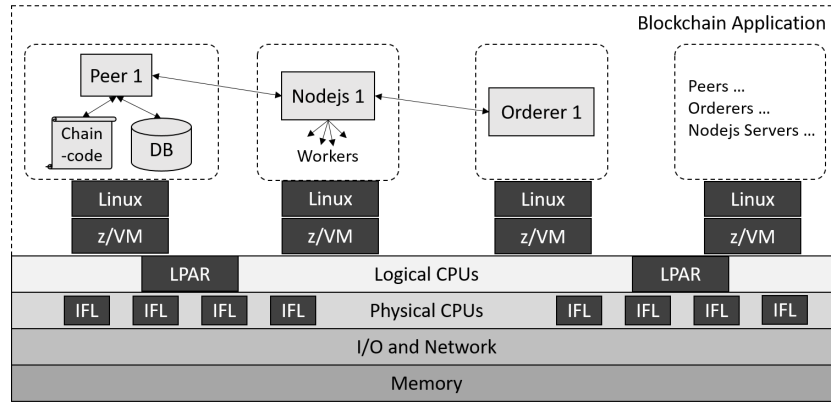 Blockchain Application
Peer 1
Chain
-code
DB
Nodejs 1
Workers
Orderer 1
Peers ...
Orderers ...
Nodejs Servers ...
Linux
Linux
Linux
Linux
z/VM
z/VM
z/VM
z/VM
LPAR
Logical CPUs
LPAR
IFL
IFL
IFL
IFL
Physical CPUs
IFL
IFL
IFL
IFL
I/O and Network
Memory